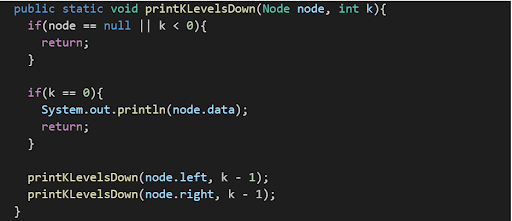 public static void printKLevelsDown(Node node, int k){
if(node == null || k < 0){
return;
}
if(k == 0){
System.out.println(node.data);
return;
}
printKLevelsDown(node.left, k - 1);
printKLevelsDown(node.right, k - 1);
}